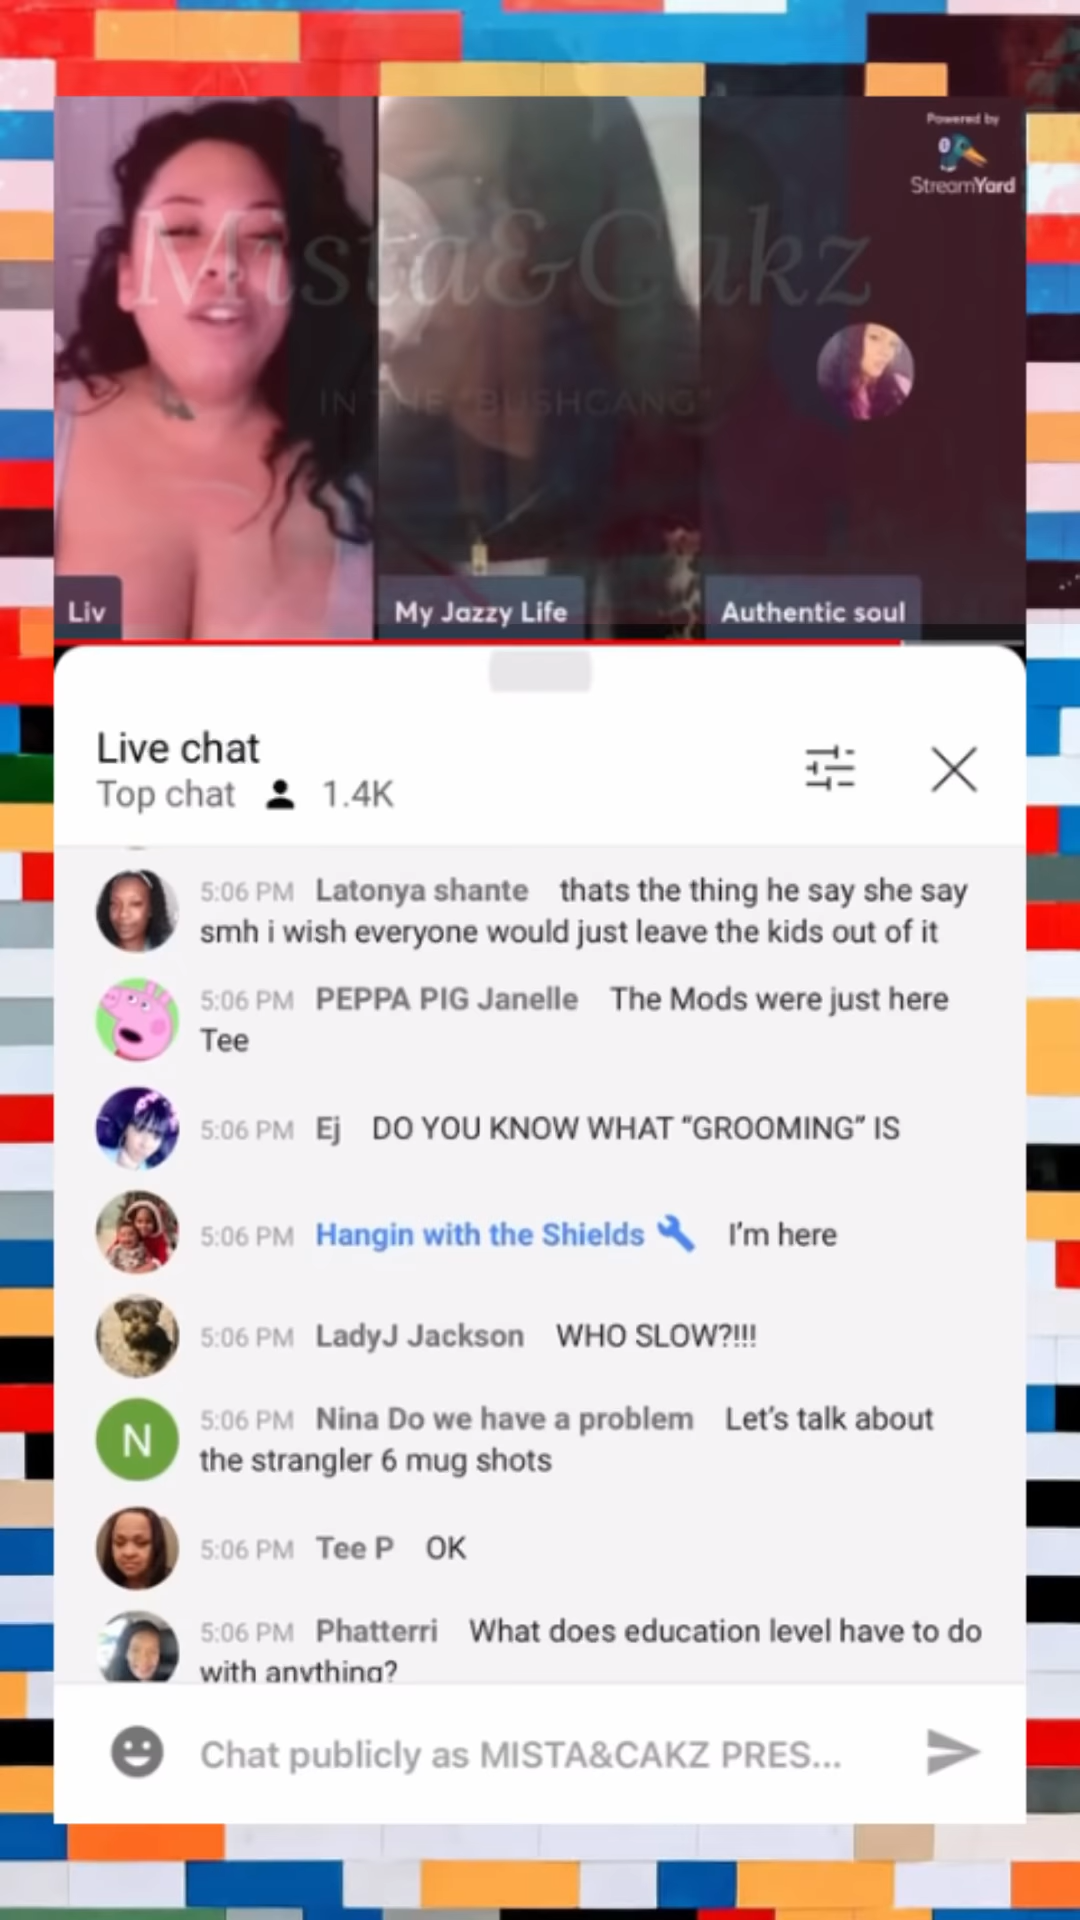 Powered by
StreamYard
Mista&Cakz
IN THE "BUSHGANG"
Liv
My Jazzy Life
Authentic soul
Live chat
Top chat 1.4K
5:06 PM Latonya shante thats the thing he say she say
smh i wish everyone would just leave the kids out of it
5:06 PM PEPPA PIG Janelle The Mods were just here
Tee
5:06 PM Ej DO YOU KNOW WHAT “GROOMING” IS
5:06 PM Hangin with the Shields I’m here
5:06 PM LadyJ Jackson WHO SLOW?!!!
N
5:06 PM Nina Do we have a problem Let’s talk about
the strangler 6 mug shots
5:06 PM Tee P OK
5:06 PM Phatterri What does education level have to do
with anything?
Chat publicly as MISTA&CAKZ PRES...